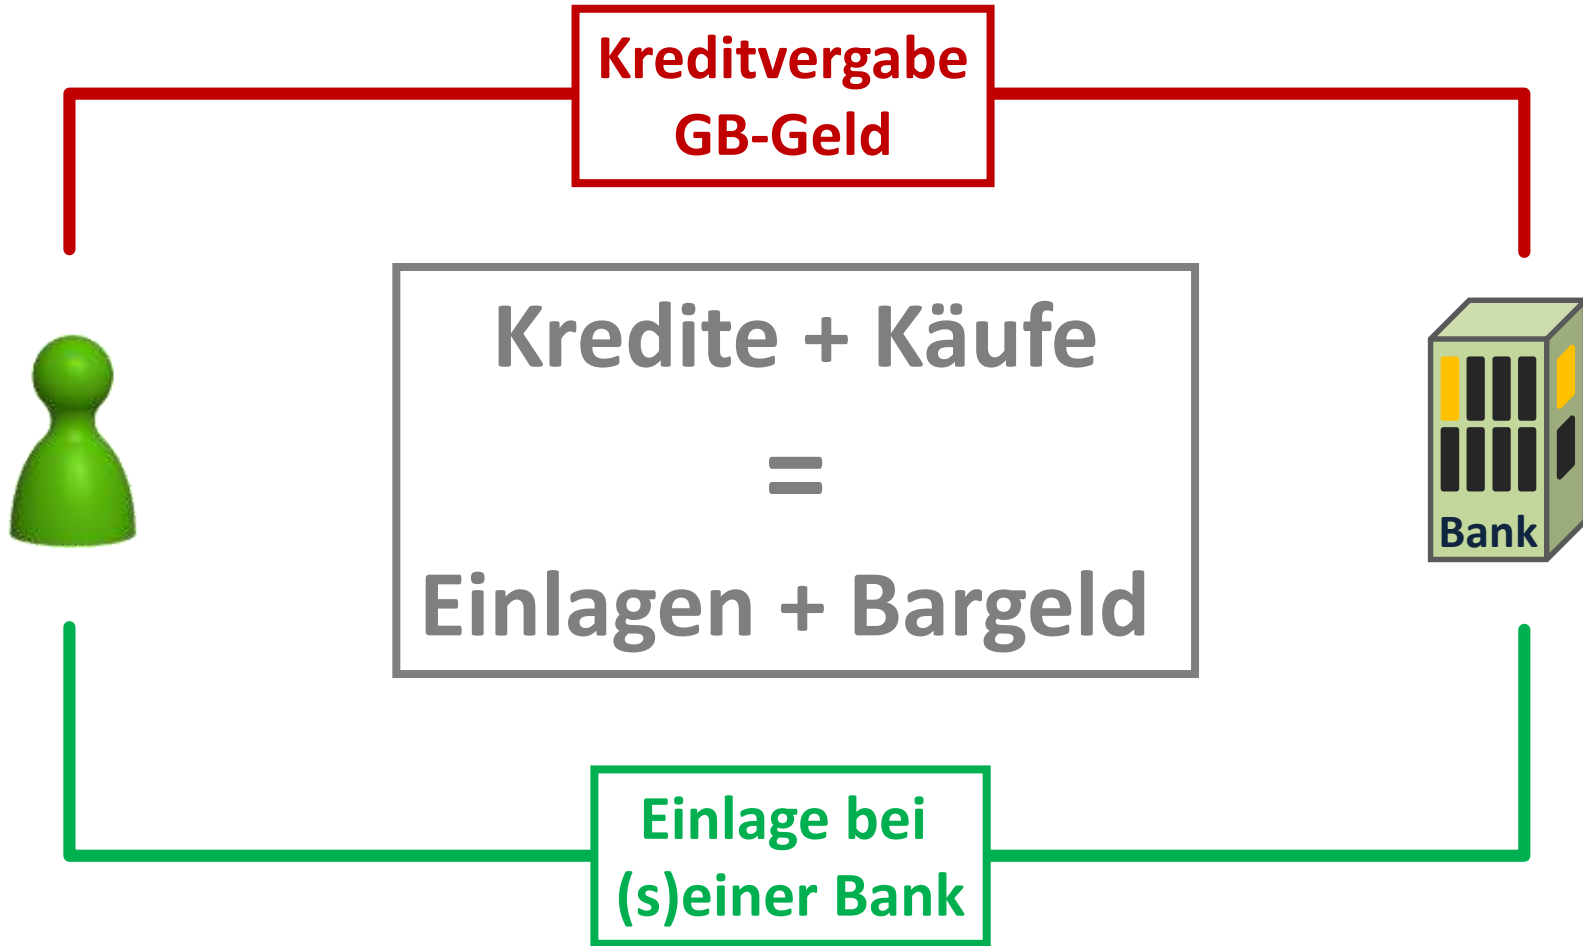 Kreditvergabe
GB-Geld
Kredite + Käufe
=
Einlagen + Bargeld
Bank
Einlage bei
(s)einer Bank